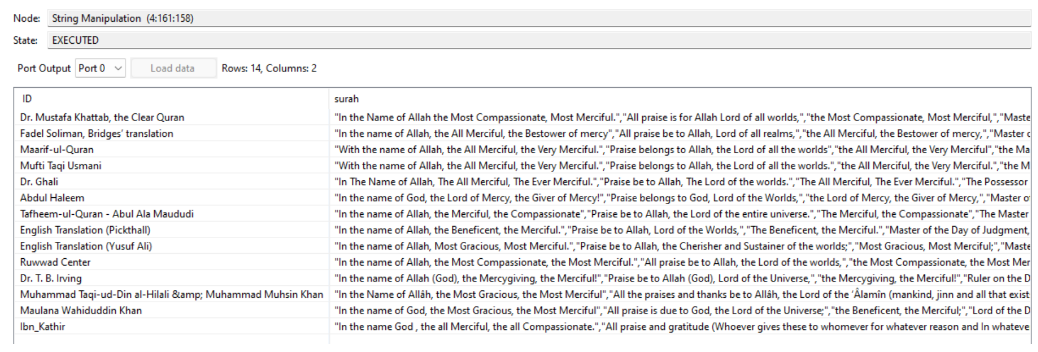 Node: String Manipulation (4:161:158)
State: EXECUTED
Port Output Port 0 Load data Rows: 14, Columns: 2
ID surah
Dr. Mustafa Khattab, the Clear Quran "In the Name of Allah the Most Compassionate, Most Merciful.","All praise is for Allah Lord of all worlds,","the Most Compassionate, Most Merciful,","Maste
Fadel Soliman, Bridges' translation "In the name of Allah, the All Merciful, the Bestower of mercy","All praise be to Allah, Lord of all realms,","the All Merciful, the Bestower of mercy,","Master o
Maarif-ul-Quran "With the name of Allah, the All Merciful, the Very Merciful.","Praise belongs to Allah, the Lord of all the worlds","the All Merciful, the Very Merciful","the Ma
Mufti Taqi Usmani "With the name of Allah, the All Merciful, the Very Merciful.","Praise belongs to Allah, the Lord of all the worlds.","the All Merciful, the Very Merciful.","the M
Dr. Ghali "In The Name of Allah, The All Merciful, The Ever Merciful.","Praise be to Allah, The Lord of the worlds.","The All Merciful, The Ever Merciful.","The Possessor
Abdul Haleem "In the name of God, the Lord of Mercy, the Giver of Mercy!","Praise belongs to God, Lord of the Worlds,","the Lord of Mercy, the Giver of Mercy,","Master o
Tafheem-ul-Quran - Abul Ala Maududi "In the name of Allah, the Merciful, the Compassionate","Praise be to Allah, the Lord of the entire universe.","The Merciful, the Compassionate","The Master
English Translation (Pickthall) "In the name of Allah, the Beneficent, the Merciful.","Praise be to Allah, Lord of the Worlds,","The Beneficent, the Merciful.","Master of the Day of Judgment,
English Translation (Yusuf Ali) "In the name of Allah, Most Gracious, Most Merciful.","Praise be to Allah, the Cherisher and Sustainer of the worlds;","Most Gracious, Most Merciful;","Maste
Ruwwad Center "In the name of Allah, the Most Compassionate, the Most Merciful.","All praise be to Allah, the Lord of the worlds,","the Most Compassionate, the Most Mer
Dr. T. B. Irving "In the name of Allah (God), the Mercygiving, the Merciful!","Praise be to Allah (God), Lord of the Universe,","the Mercygiving, the Merciful!","Ruler on the D
Muhammad Taqi-ud-Din al-Hilali &amp; Muhammad Muhsin Khan "In the Name of Allâh, the Most Gracious, the Most Merciful","All the praises and thanks be to Allâh, the Lord of the 'Âlamîn (mankind, jinn and all that exist
Maulana Wahiduddin Khan "In the name of God, the Most Gracious, the Most Merciful","All praise is due to God, the Lord of the Universe;","the Beneficent, the Merciful;","Lord of the D
Ibn_Kathir "In the name God , the all Merciful, the all Compassionate.","All praise and gratitude (Whoever gives these to whomever for whatever reason and In whateve